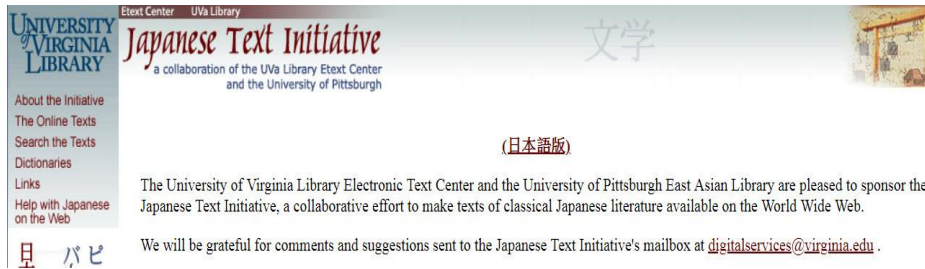 Etext Center UVa Library
UNIVERSITY
of VIRGINIA
LIBRARY
Japanese Text Initiative
a collaboration of the UVa Library Etext Center
and the University of Pittsburgh
文学
About the Initiative
The Online Texts
Search the Texts
Dictionaries
Links
Help with Japanese
on the Web
(日本語版)
The University of Virginia Library Electronic Text Center and the University of Pittsburgh East Asian Library are pleased to sponsor the
Japanese Text Initiative, a collaborative effort to make texts of classical Japanese literature available on the World Wide Web.
We will be grateful for comments and suggestions sent to the Japanese Text Initiative's mailbox at digitalservices@virginia.edu .
日 バ ピ